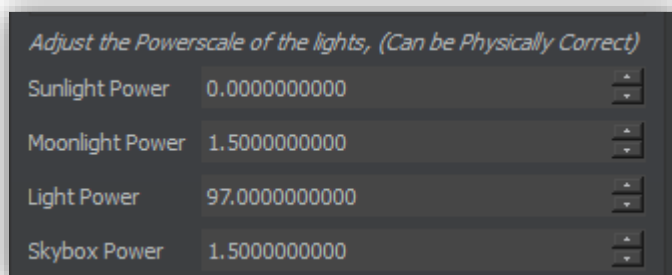 Adjust the Powerscale of the lights, (Can be Physically Correct)
Sunlight Power 0.0000000000
Moonlight Power 1.5000000000
Light Power 97.0000000000
Skybox Power 1.5000000000